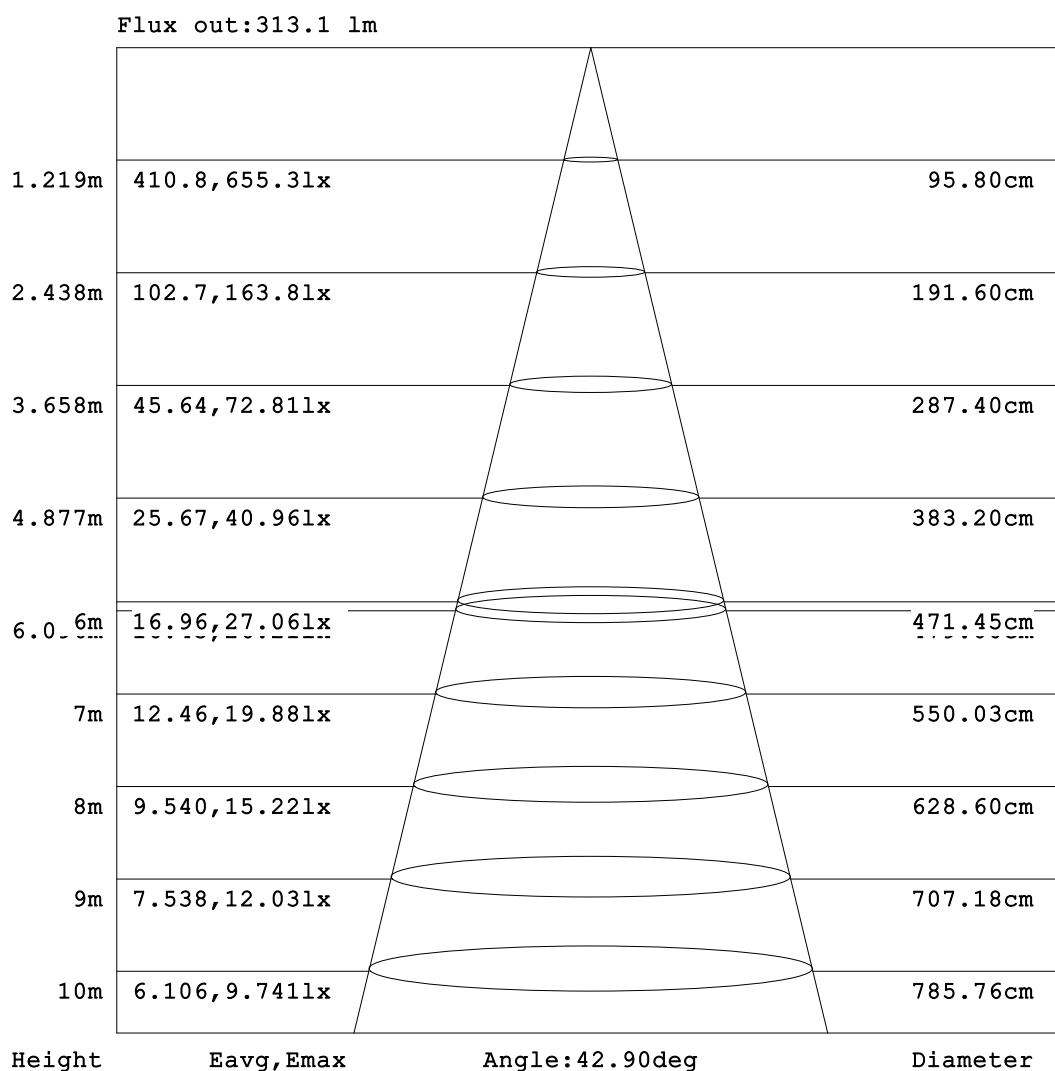 Flux out:313.1 lm
1.219m 410.8,655.3lx 95.80cm
2.438m 102.7,163.8lx 191.60cm
3.658m 45.64,72.81lx 287.40cm
4.877m 25.67,40.96lx 383.20cm
6m 16.96,27.06lx 471.45cm
7m 12.46,19.88lx 550.03cm
8m 9.540,15.22lx 628.60cm
9m 7.538,12.03lx 707.18cm
10m 6.106,9.741lx 785.76cm
Height Eavg,Emax Angle:42.90deg Diameter